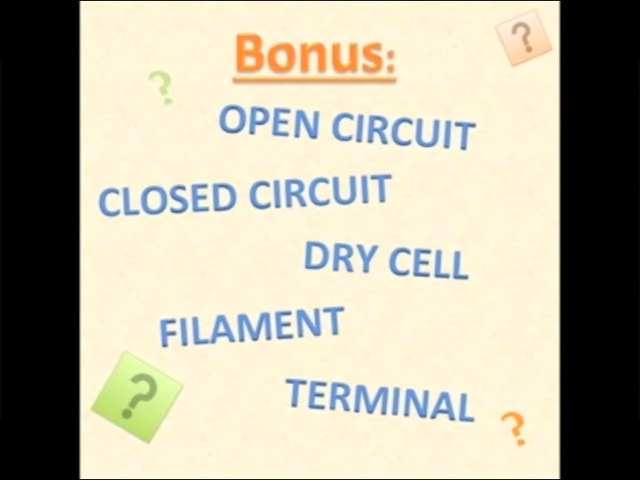 Bonus:
OPEN CIRCUIT
CLOSED CIRCUIT
DRY CELL
FILAMENT
TERMINAL